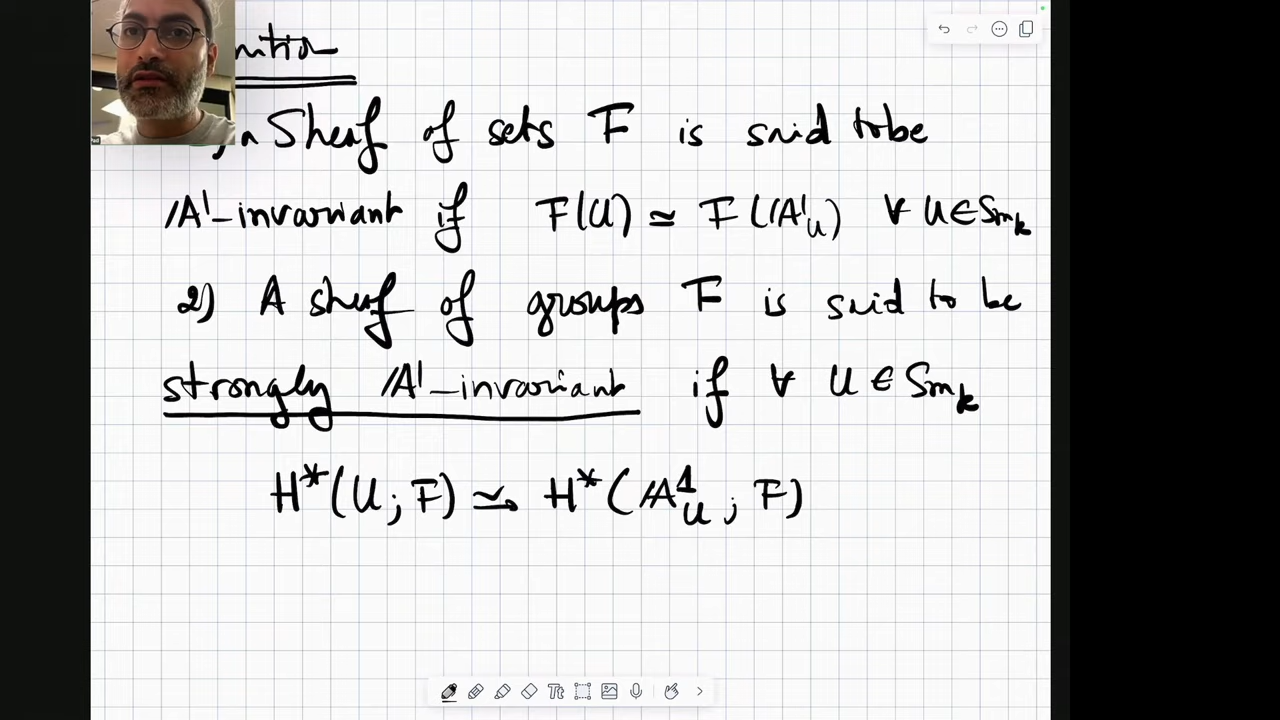 a Sheaf of sets F is said to be
𝔸¹-invariant if F(U) ≃ F(𝔸¹_U) ∀ U ∈ Sm_k
2) A sheaf of groups F is said to be
strongly 𝔸¹-invariant if ∀ U ∈ Sm_k
H*(U; F) ⥲ H*(𝔸¹_U; F)
Tt